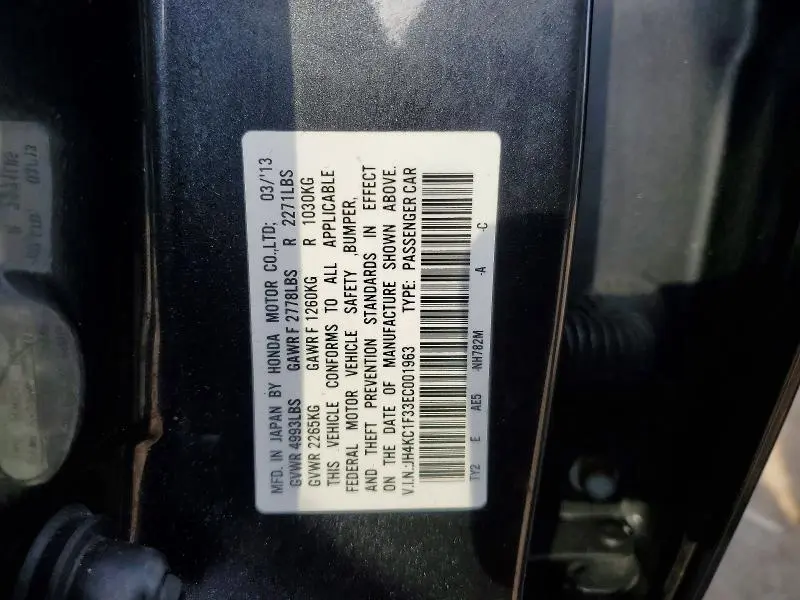 MFD. IN JAPAN BY HONDA MOTOR CO.,LTD; 03/'13
GVWR 4993LBS GAWR F 2778LBS R 2271LBS
GVWR 2265KG GAWR F 1260KG R 1030KG
THIS VEHICLE CONFORMS TO ALL APPLICABLE
FEDERAL MOTOR VEHICLE SAFETY ,BUMPER,
AND THEFT PREVENTION STANDARDS IN EFFECT
ON THE DATE OF MANUFACTURE SHOWN ABOVE.
V.I.N.:JH4KC1F33EC001963 TYPE: PASSENGER CAR
TY2 E AE5 -NH782M -A -C